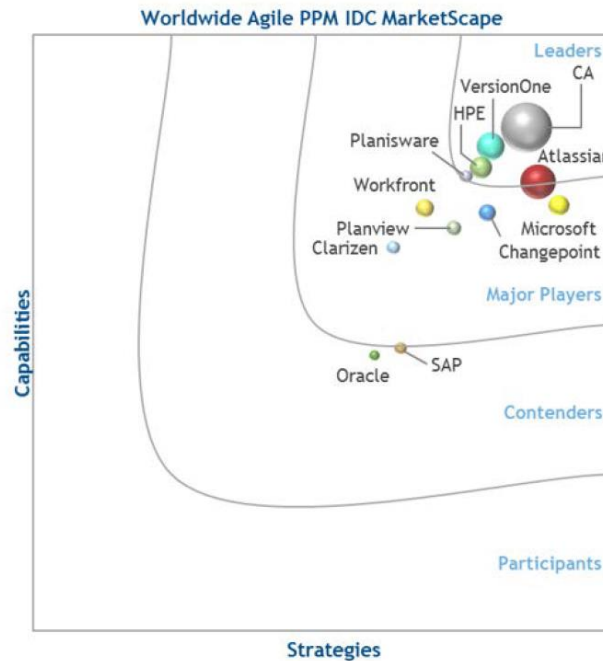 Worldwide Agile PPM IDC MarketScape
Leaders
CA
VersionOne
HPE
Planisware
Atlassian
Workfront
Planview
Microsoft
Clarizen
Changepoint
Major Players
Capabilities
SAP
Oracle
Contenders
Participants
Strategies